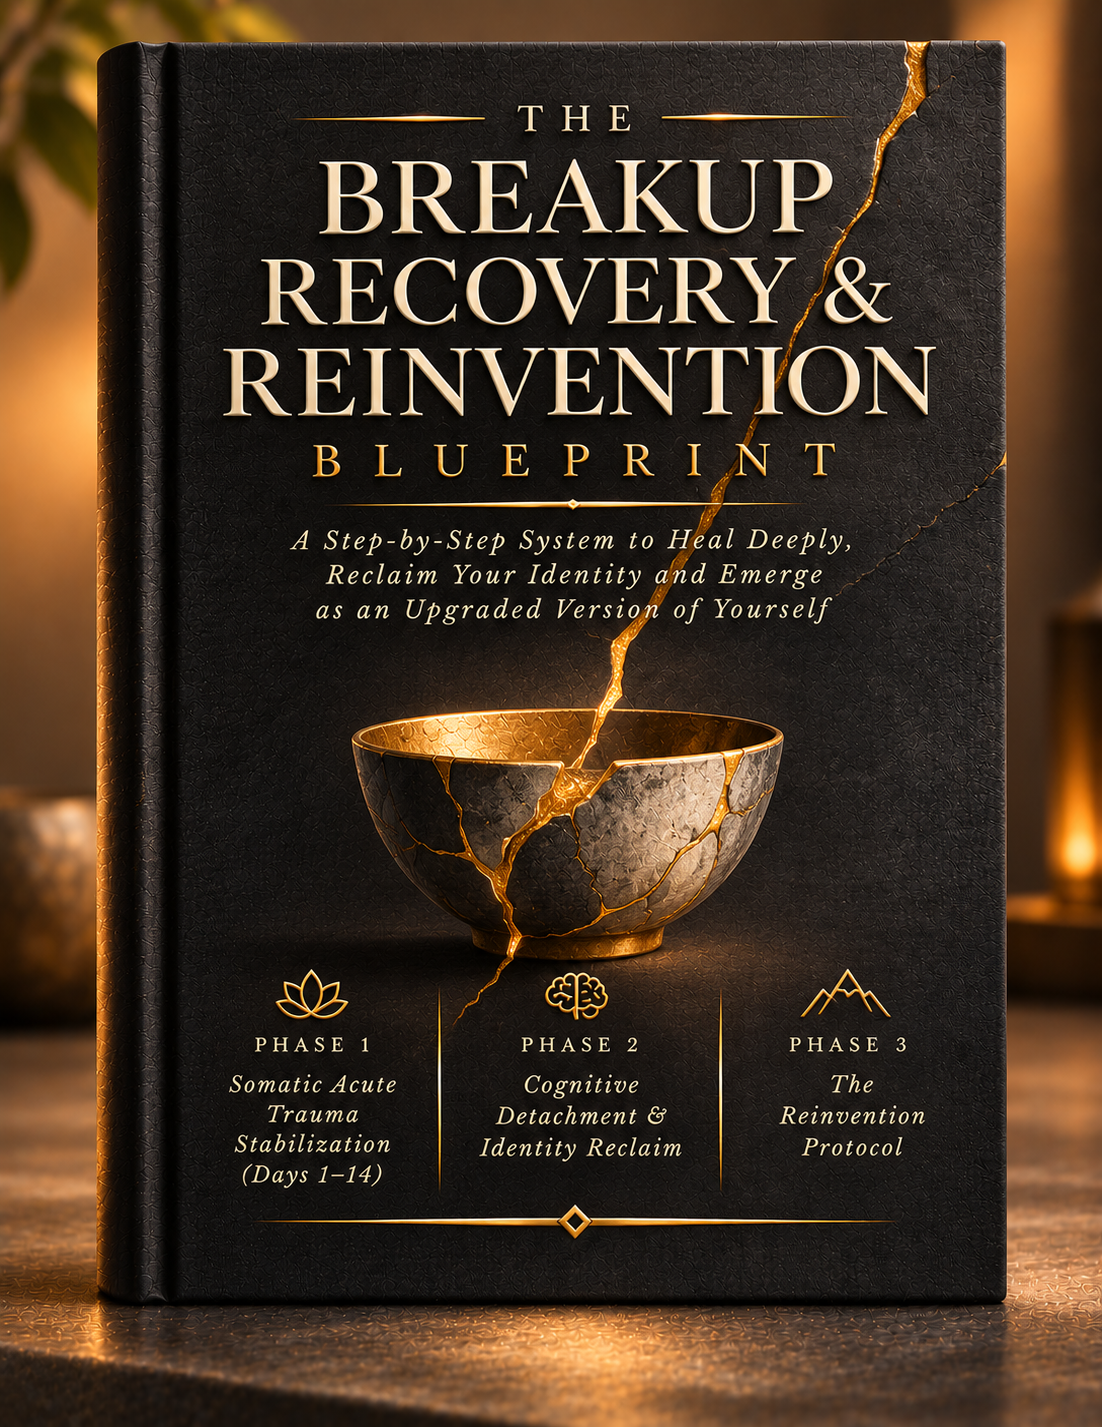 THE
BREAKUP
RECOVERY &
REINVENTION
BLUEPRINT
A Step-by-Step System to Heal Deeply,
Reclaim Your Identity and Emerge
as an Upgraded Version of Yourself
PHASE 1
Somatic Acute
Trauma
Stabilization
(Days 1–14)
PHASE 2
Cognitive
Detachment &
Identity Reclaim
PHASE 3
The
Reinvention
Protocol